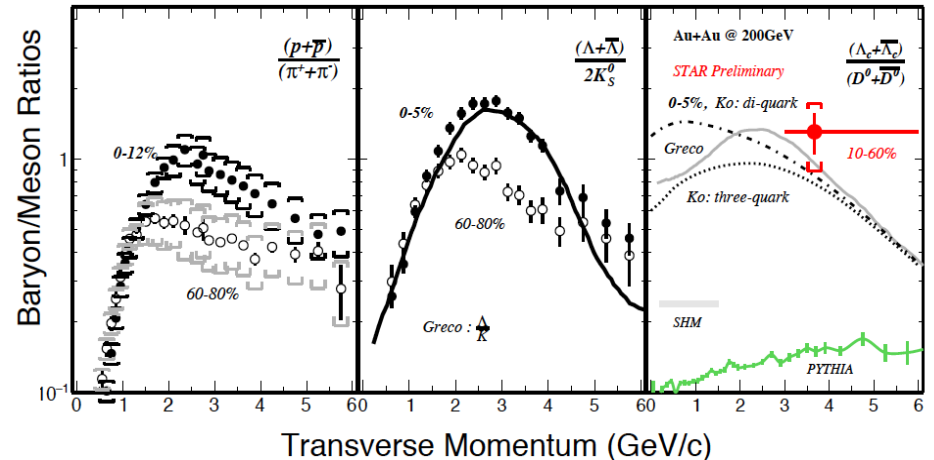 Baryon/Meson Ratios
1
10⁻¹
(p+p̅)
(π⁺+π⁻)
0-12%
60-80%
0 1 2 3 4 5 6
(Λ+Λ̅)
2K⁰_S
0-5%
60-80%
Greco : Λ/K
0 1 2 3 4 5 6
Au+Au @ 200GeV
(Λ_c+Λ̅_c)
(D⁰+D̅⁰)
STAR Preliminary
0-5%, Ko: di-quark
Greco
10-60%
Ko: three-quark
SHM
PYTHIA
0 1 2 3 4 5 6
Transverse Momentum (GeV/c)